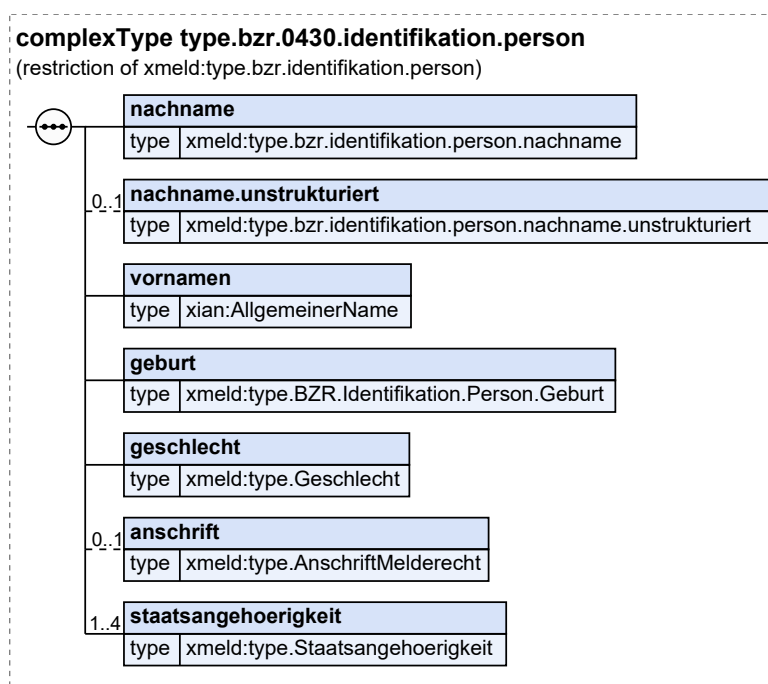 complexType type.bzr.0430.identifikation.person
(restriction of xmeld:type.bzr.identifikation.person)
nachname
type xmeld:type.bzr.identifikation.person.nachname
0..1 nachname.unstrukturiert
type xmeld:type.bzr.identifikation.person.nachname.unstrukturiert
vornamen
type xian:AllgemeinerName
geburt
type xmeld:type.BZR.Identifikation.Person.Geburt
geschlecht
type xmeld:type.Geschlecht
0..1 anschrift
type xmeld:type.AnschriftMelderecht
1..4 staatsangehoerigkeit
type xmeld:type.Staatsangehoerigkeit